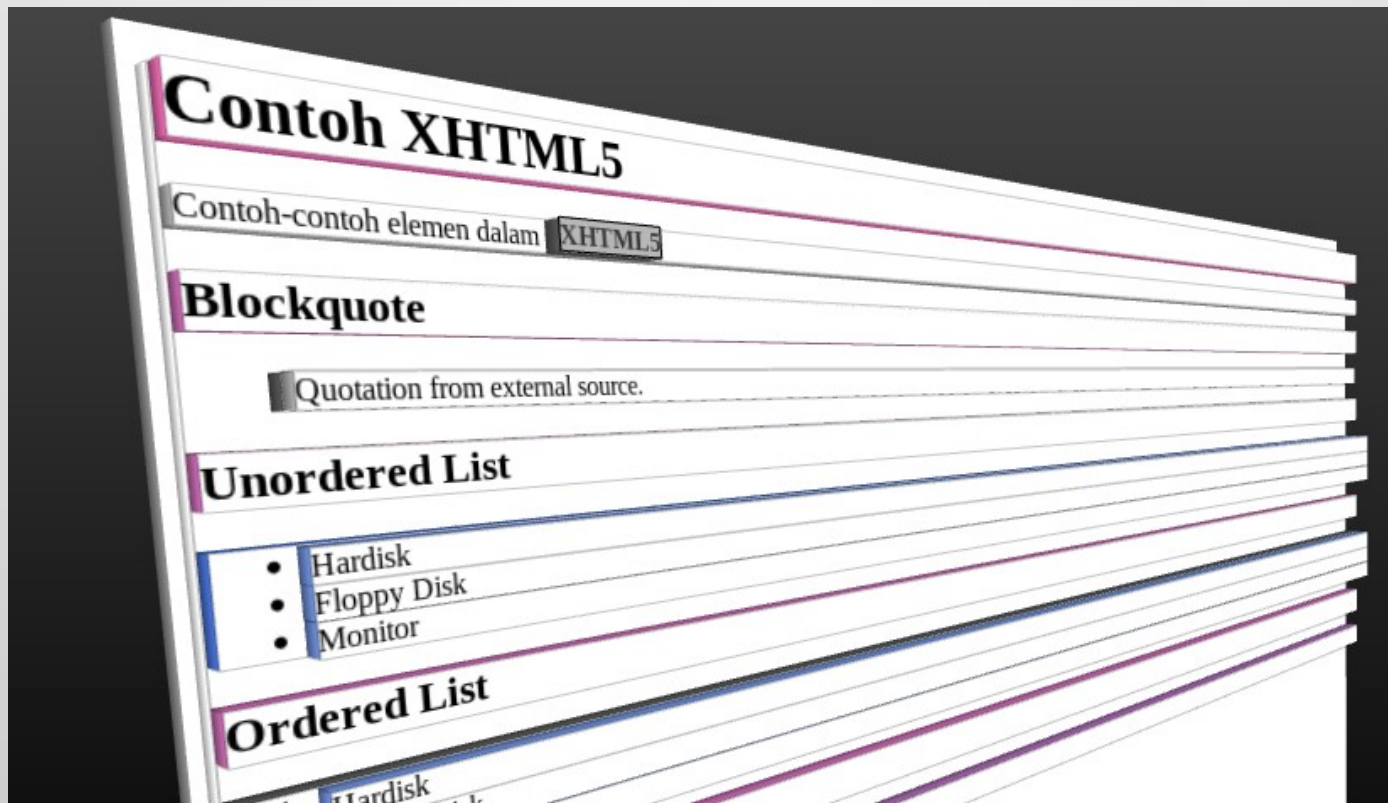 Contoh XHTML5
Contoh-contoh elemen dalam XHTML5
Blockquote
Quotation from external source.
Unordered List
• Hardisk
• Floppy Disk
• Monitor
Ordered List
Hardisk